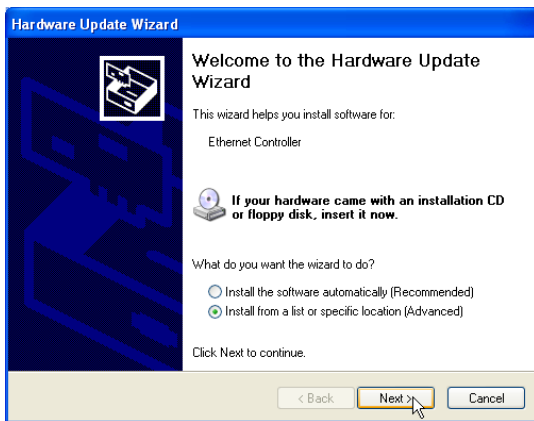 Hardware Update Wizard
Welcome to the Hardware Update
Wizard
This wizard helps you install software for:
Ethernet Controller
If your hardware came with an installation CD
or floppy disk, insert it now.
What do you want the wizard to do?
Install the software automatically (Recommended)
Install from a list or specific location (Advanced)
Click Next to continue.
< Back
Next >
Cancel